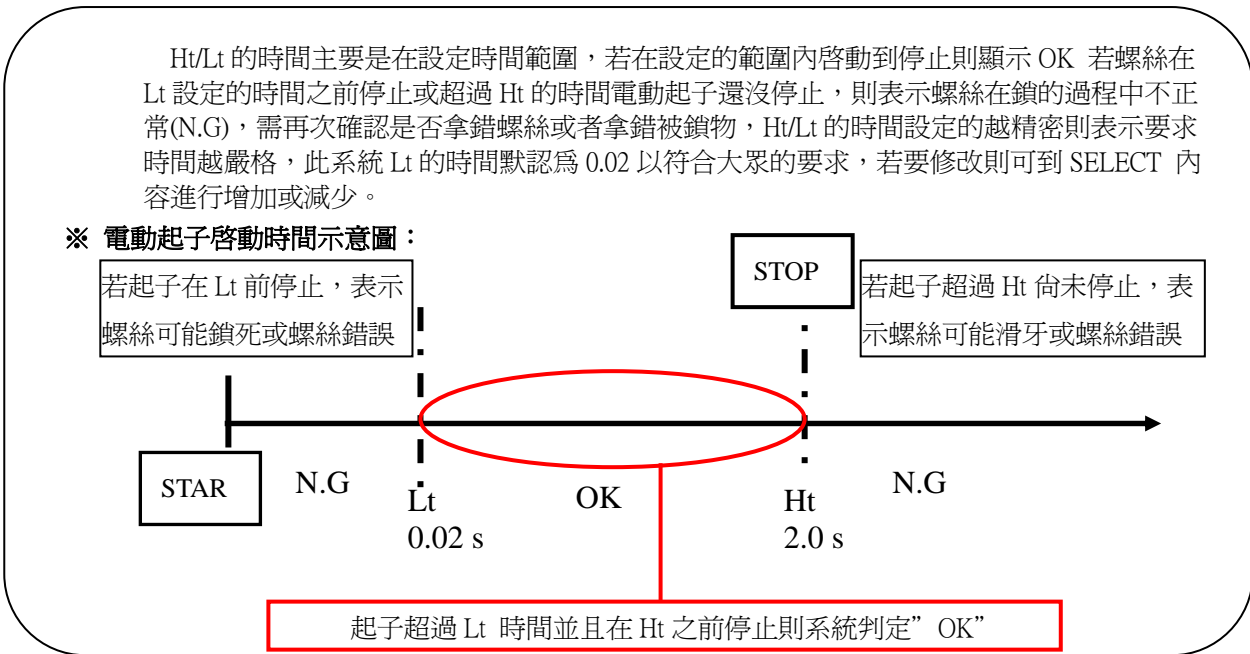 Ht/Lt 的時間主要是在設定時間範圍，若在設定的範圍內啓動到停止則顯示 OK 若螺絲在
Lt 設定的時間之前停止或超過 Ht 的時間電動起子還沒停止，則表示螺絲在鎖的過程中不正
常(N.G)，需再次確認是否拿錯螺絲或者拿錯被鎖物，Ht/Lt 的時間設定的越精密則表示要求
時間越嚴格，此系統 Lt 的時間默認爲 0.02 以符合大眾的要求，若要修改則可到 SELECT 內
容進行增加或減少。
※ 電動起子啓動時間示意圖：
若起子在 Lt 前停止，表示
螺絲可能鎖死或螺絲錯誤
STOP
若起子超過 Ht 尚未停止，表
示螺絲可能滑牙或螺絲錯誤
STAR
N.G
Lt
0.02 s
OK
Ht
2.0 s
N.G
起子超過 Lt 時間並且在 Ht 之前停止則系統判定” OK”